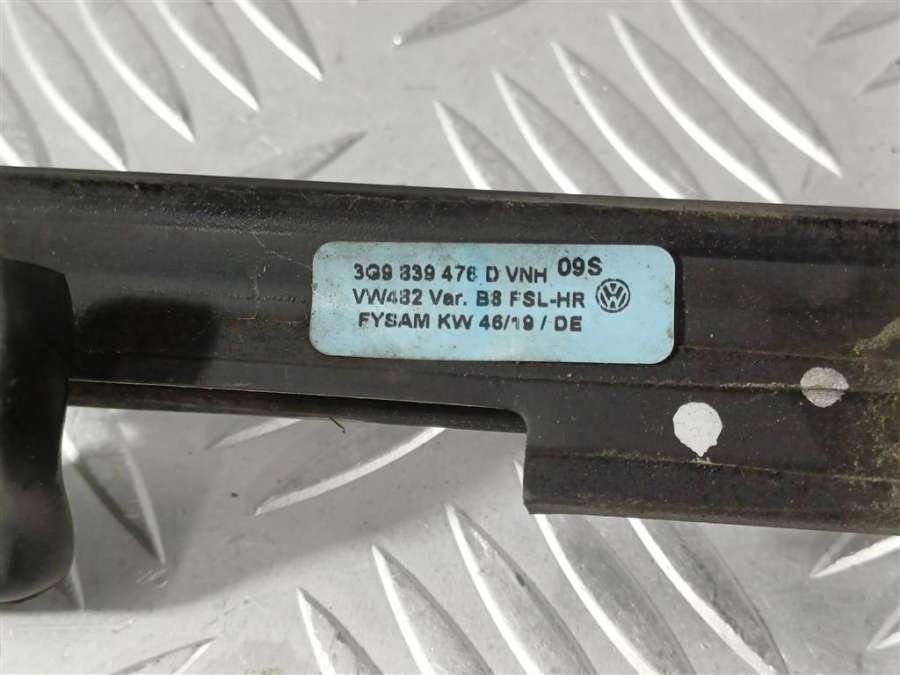 3G9 839 476 D VNH 09S
VW482 Var. B8 FSL-HR
FYSAM KW 46/19 / DE